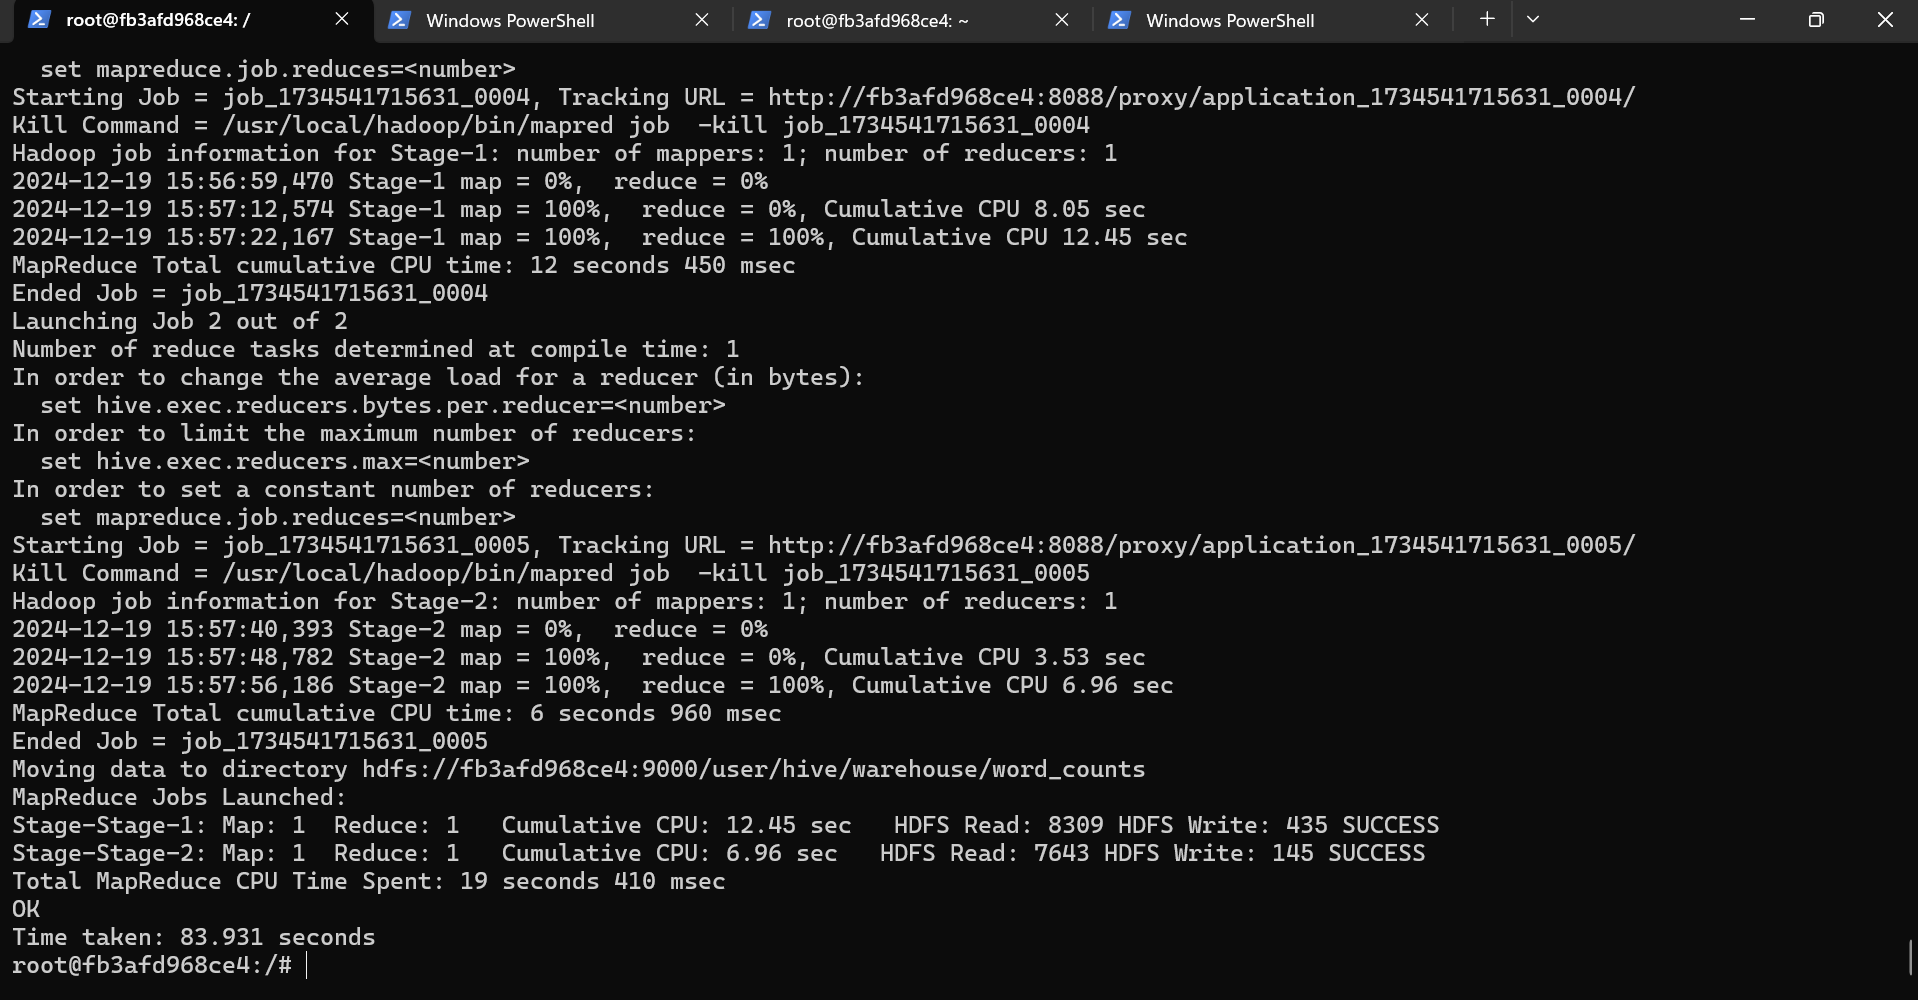 root@fb3afd968ce4: /
Windows PowerShell
root@fb3afd968ce4: ~
Windows PowerShell
  set mapreduce.job.reduces=<number>
Starting Job = job_1734541715631_0004, Tracking URL = http://fb3afd968ce4:8088/proxy/application_1734541715631_0004/
Kill Command = /usr/local/hadoop/bin/mapred job  -kill job_1734541715631_0004
Hadoop job information for Stage-1: number of mappers: 1; number of reducers: 1
2024-12-19 15:56:59,470 Stage-1 map = 0%,  reduce = 0%
2024-12-19 15:57:12,574 Stage-1 map = 100%,  reduce = 0%, Cumulative CPU 8.05 sec
2024-12-19 15:57:22,167 Stage-1 map = 100%,  reduce = 100%, Cumulative CPU 12.45 sec
MapReduce Total cumulative CPU time: 12 seconds 450 msec
Ended Job = job_1734541715631_0004
Launching Job 2 out of 2
Number of reduce tasks determined at compile time: 1
In order to change the average load for a reducer (in bytes):
  set hive.exec.reducers.bytes.per.reducer=<number>
In order to limit the maximum number of reducers:
  set hive.exec.reducers.max=<number>
In order to set a constant number of reducers:
  set mapreduce.job.reduces=<number>
Starting Job = job_1734541715631_0005, Tracking URL = http://fb3afd968ce4:8088/proxy/application_1734541715631_0005/
Kill Command = /usr/local/hadoop/bin/mapred job  -kill job_1734541715631_0005
Hadoop job information for Stage-2: number of mappers: 1; number of reducers: 1
2024-12-19 15:57:40,393 Stage-2 map = 0%,  reduce = 0%
2024-12-19 15:57:48,782 Stage-2 map = 100%,  reduce = 0%, Cumulative CPU 3.53 sec
2024-12-19 15:57:56,186 Stage-2 map = 100%,  reduce = 100%, Cumulative CPU 6.96 sec
MapReduce Total cumulative CPU time: 6 seconds 960 msec
Ended Job = job_1734541715631_0005
Moving data to directory hdfs://fb3afd968ce4:9000/user/hive/warehouse/word_counts
MapReduce Jobs Launched:
Stage-Stage-1: Map: 1  Reduce: 1   Cumulative CPU: 12.45 sec   HDFS Read: 8309 HDFS Write: 435 SUCCESS
Stage-Stage-2: Map: 1  Reduce: 1   Cumulative CPU: 6.96 sec   HDFS Read: 7643 HDFS Write: 145 SUCCESS
Total MapReduce CPU Time Spent: 19 seconds 410 msec
OK
Time taken: 83.931 seconds
root@fb3afd968ce4:/#